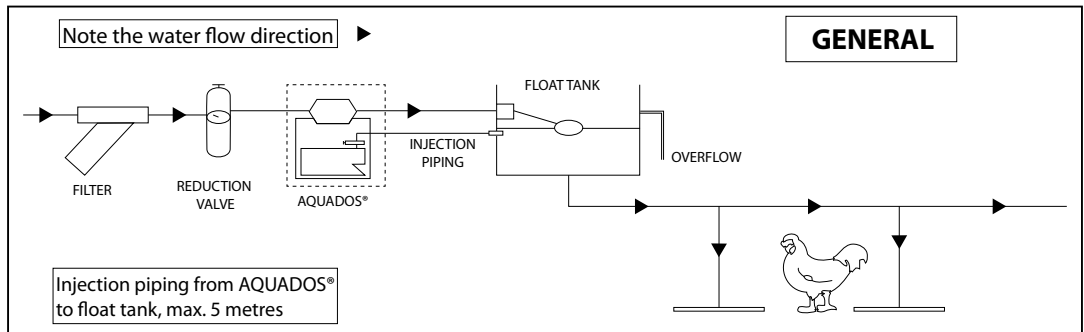 Note the water flow direction
GENERAL
FLOAT TANK
INJECTION
PIPING
OVERFLOW
FILTER
REDUCTION
VALVE
AQUADOS®
Injection piping from AQUADOS®
to float tank, max. 5 metres